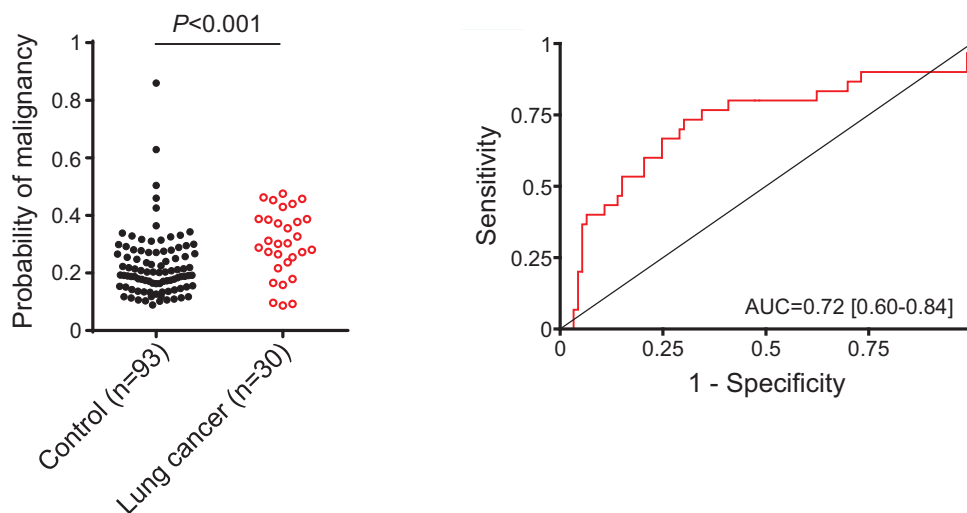 P<0.001
Probability of malignancy
1
0.8
0.6
0.4
0.2
0
Control (n=93)
Lung cancer (n=30)
Sensitivity
1
0.75
0.5
0.25
0
AUC=0.72 [0.60-0.84]
0
0.25
0.5
0.75
1 - Specificity